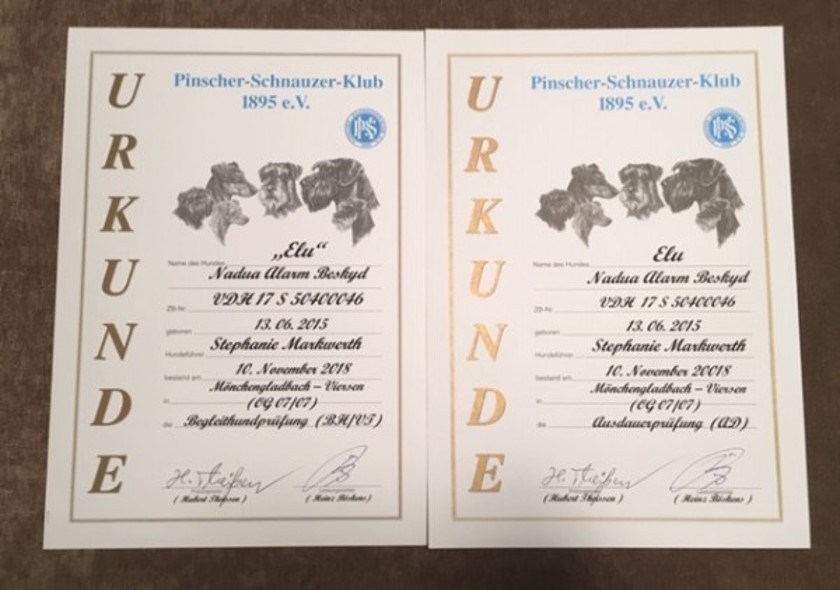 URKUNDE
Pinscher-Schnauzer-Klub
1895 e.V.
PSK
Name des Hundes
„Elu“
Nadua Alarm Beskyd
ZB-Nr.
VDH 17 S 50400046
geboren
13. 06. 2015
Hundeführer
Stephanie Markwerth
bestand am
10. November 2018
Mönchengladbach – Viersen
in
(OG 07/07)
die
Begleithundprüfung (BH/VT)
H. Thißen
(Hubert Thyssen)
(Heinz Böskens)
URKUNDE
Pinscher-Schnauzer-Klub
1895 e.V.
PSK
Name des Hundes
Elu
Nadua Alarm Beskyd
ZB-Nr.
VDH 17 S 50400046
geboren
13. 06. 2015
Hundeführer
Stephanie Markwerth
bestand am
10. November 20018
Mönchengladbach – Viersen
in
(OG 07/07)
die
Ausdauerprüfung (AD)
(Hubert Thyssen)